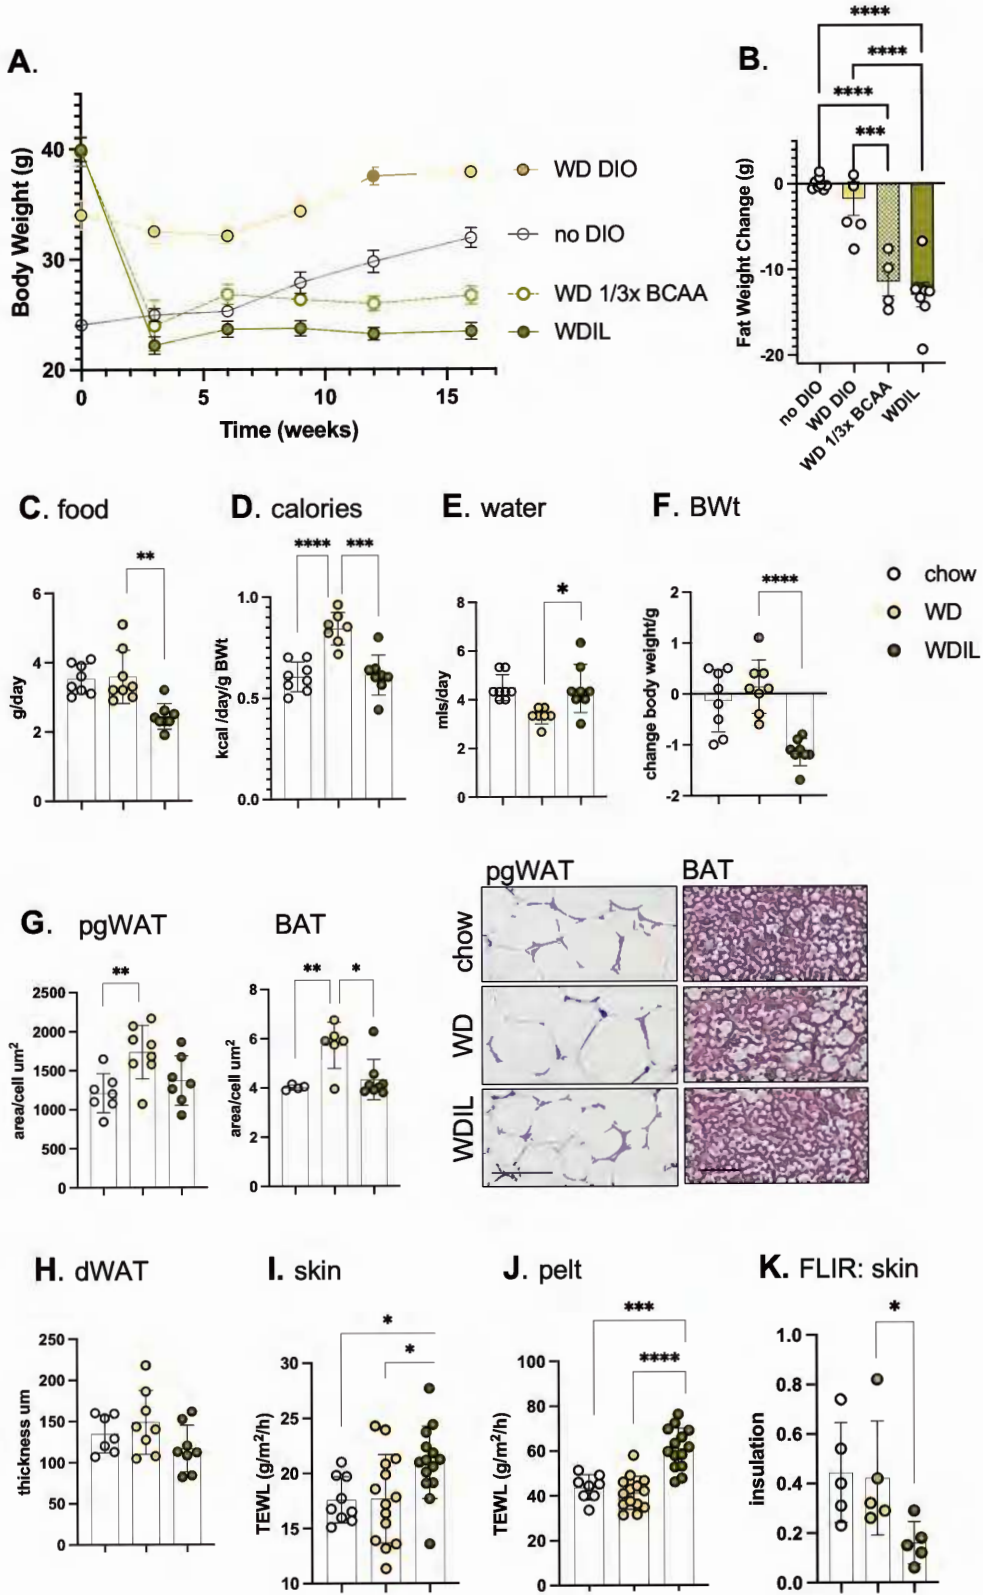 A.
Body Weight (g)
40
30
20
0 5 10 15
Time (weeks)
WD DIO
no DIO
WD 1/3x BCAA
WDIL
B.
****
****
****
***
Fat Weight Change (g)
0
-10
-20
no DIO
WD DIO
WD 1/3x BCAA
WDIL
C. food
**
g/day
6
4
2
0
D. calories
**** ***
kcal /day/g BWt
1.0
0.5
0.0
E. water
*
mls/day
8
6
4
2
0
F. BWt
****
change body weight/g
2
1
0
-1
-2
chow
WD
WDIL
G. pgWAT
**
area/cell um²
2500
2000
1500
1000
500
0
BAT
** *
area/cell um²
8
6
4
2
0
pgWAT BAT
chow
WD
WDIL
H. dWAT
thickness um
250
200
150
100
50
0
I. skin
*
*
TEWL (g/m²/h)
30
25
20
15
10
J. pelt
***
****
TEWL (g/m²/h)
100
80
60
40
20
0
K. FLIR: skin
*
insulation
1.0
0.8
0.6
0.4
0.2
0.0